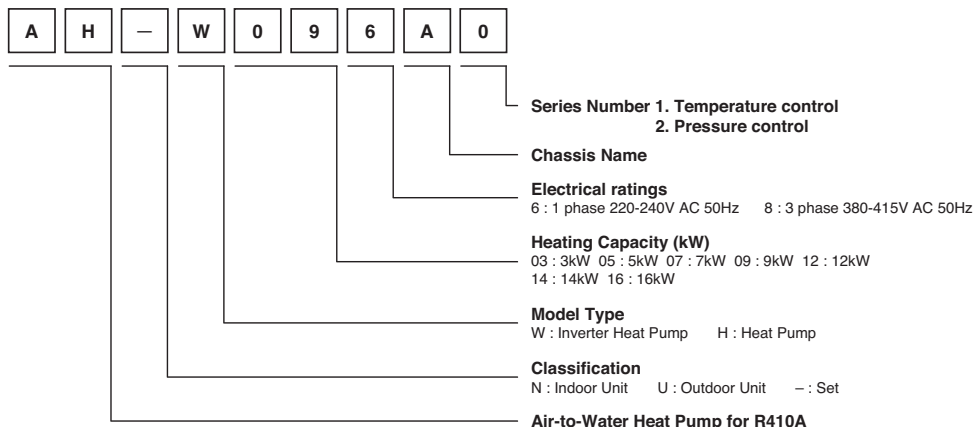 A H – W 0 9 6 A 0
Series Number 1. Temperature control
2. Pressure control
Chassis Name
Electrical ratings
6 : 1 phase 220-240V AC 50Hz 8 : 3 phase 380-415V AC 50Hz
Heating Capacity (kW)
03 : 3kW 05 : 5kW 07 : 7kW 09 : 9kW 12 : 12kW
14 : 14kW 16 : 16kW
Model Type
W : Inverter Heat Pump H : Heat Pump
Classification
N : Indoor Unit U : Outdoor Unit – : Set
Air-to-Water Heat Pump for R410A